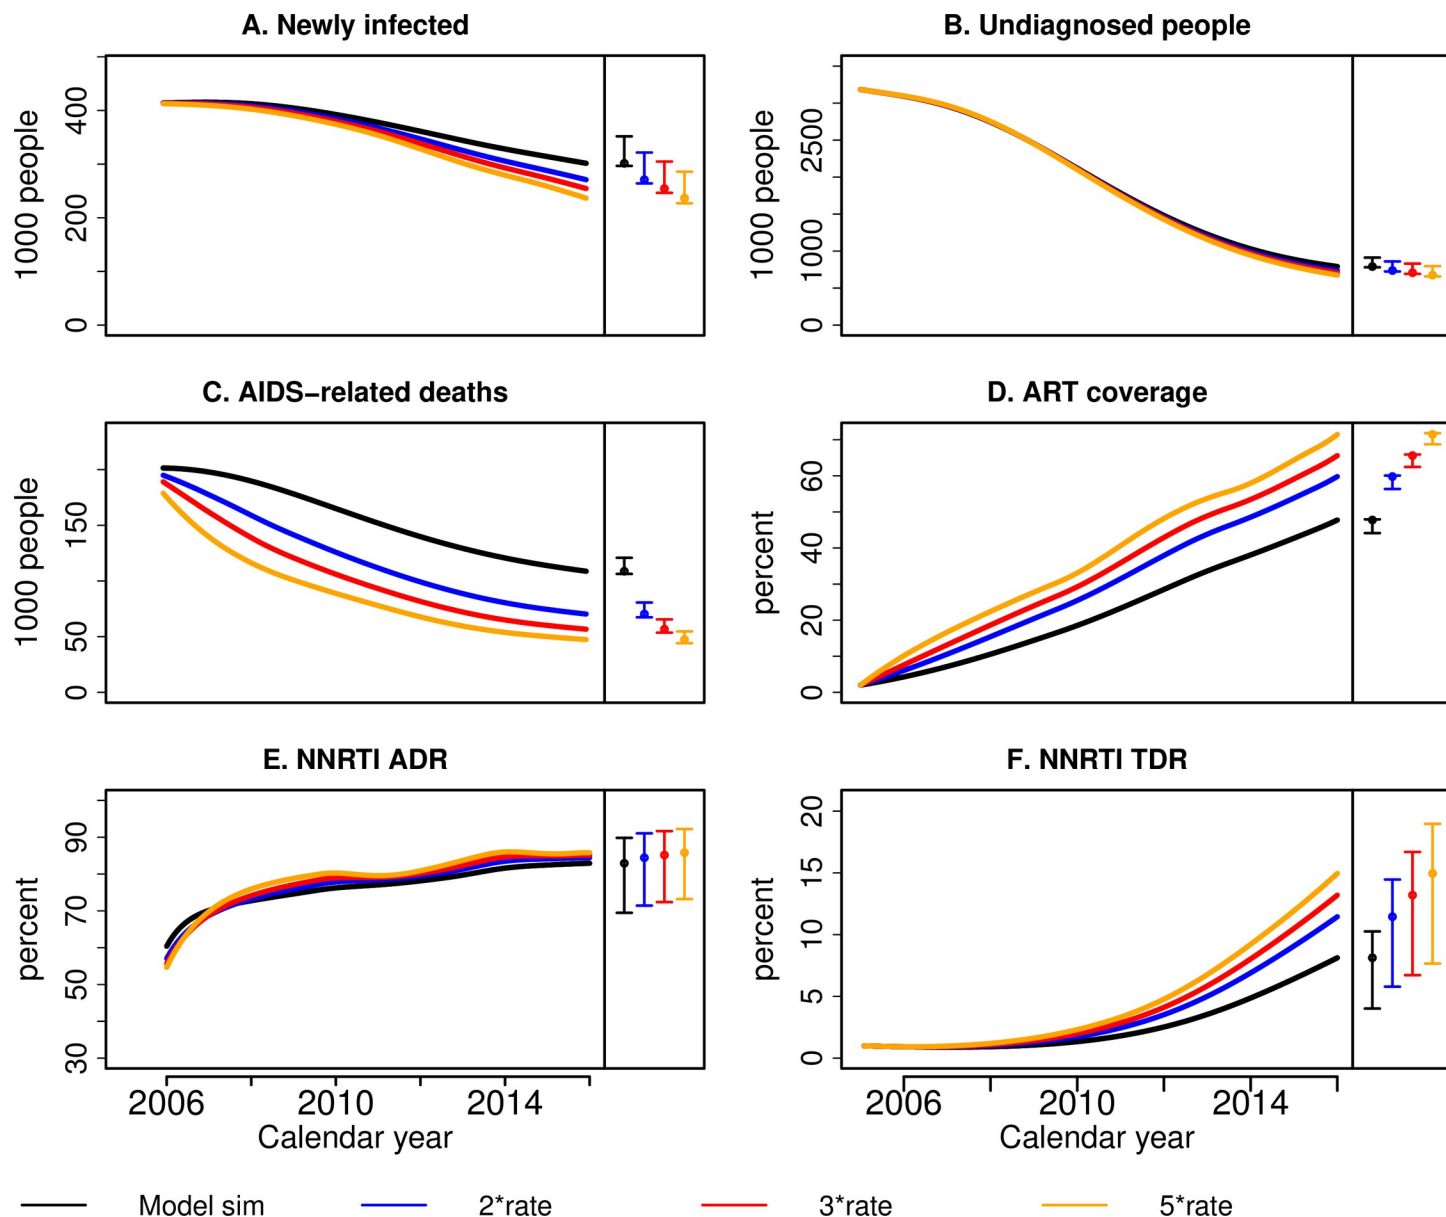 A. Newly infected
1000 people
400
200
0
B. Undiagnosed people
1000 people
2500
1000
0
C. AIDS−related deaths
1000 people
150
50
0
D. ART coverage
percent
60
40
20
0
E. NNRTI ADR
percent
90
70
50
30
2006 2010 2014
Calendar year
F. NNRTI TDR
percent
20
15
10
5
0
2006 2010 2014
Calendar year
Model sim 2*rate 3*rate 5*rate